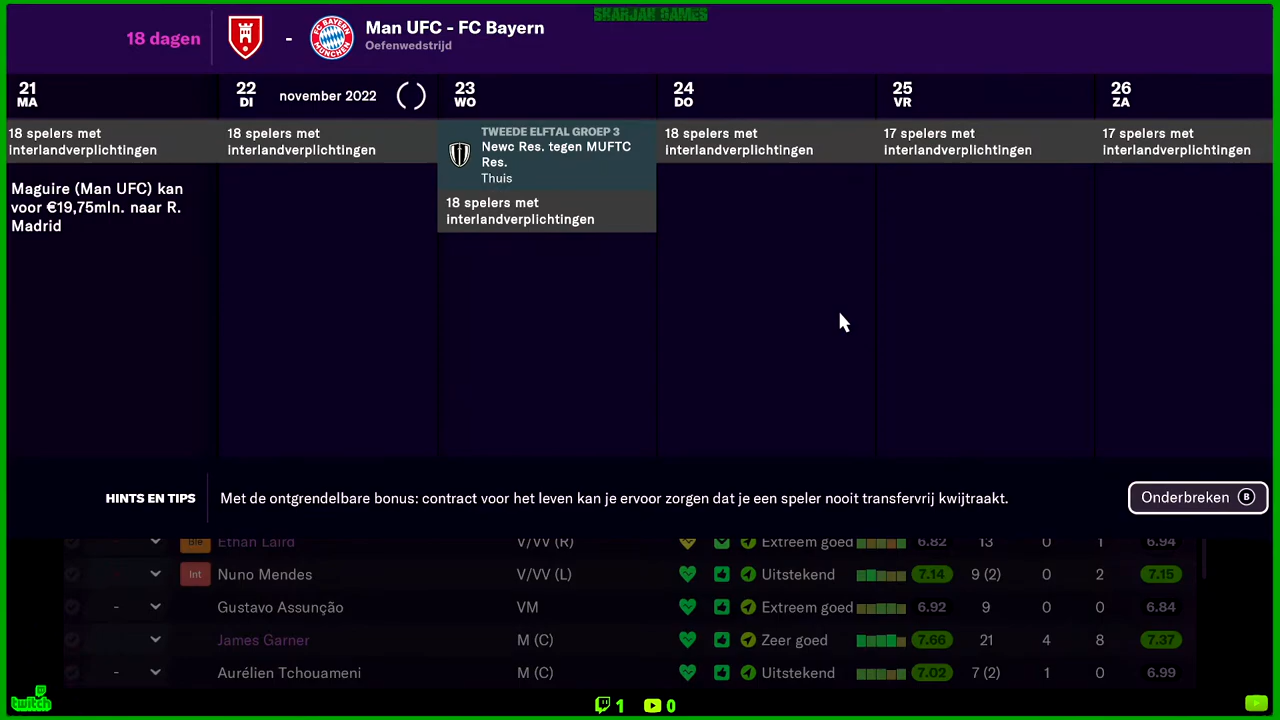 SKARJAK GAMES
18 dagen
-
FC BAYERN
MÜNCHEN
Man UFC - FC Bayern
Oefenwedstrijd
21
MA
22
DI
november 2022
23
WO
24
DO
25
VR
26
ZA
18 spelers met
interlandverplichtingen
18 spelers met
interlandverplichtingen
TWEEDE ELFTAL GROEP 3
Newc Res. tegen MUFTC
Res.
Thuis
18 spelers met
interlandverplichtingen
18 spelers met
interlandverplichtingen
17 spelers met
interlandverplichtingen
17 spelers met
interlandverplichtingen
Maguire (Man UFC) kan
voor €19,75mln. naar R.
Madrid
HINTS EN TIPS
Met de ontgrendelbare bonus: contract voor het leven kan je ervoor zorgen dat je een speler nooit transfervrij kwijtraakt.
Onderbreken B
Ble Ethan Laird V/VV (R) Extreem goed 6.82 13 0 1 6.94
Int Nuno Mendes V/VV (L) Uitstekend 7.14 9 (2) 0 2 7.15
- Gustavo Assunção VM Extreem goed 6.92 9 0 0 6.84
James Garner M (C) Zeer goed 7.66 21 4 8 7.37
- Aurélien Tchouameni M (C) Uitstekend 7.02 7 (2) 1 0 6.99
twitch
1 0